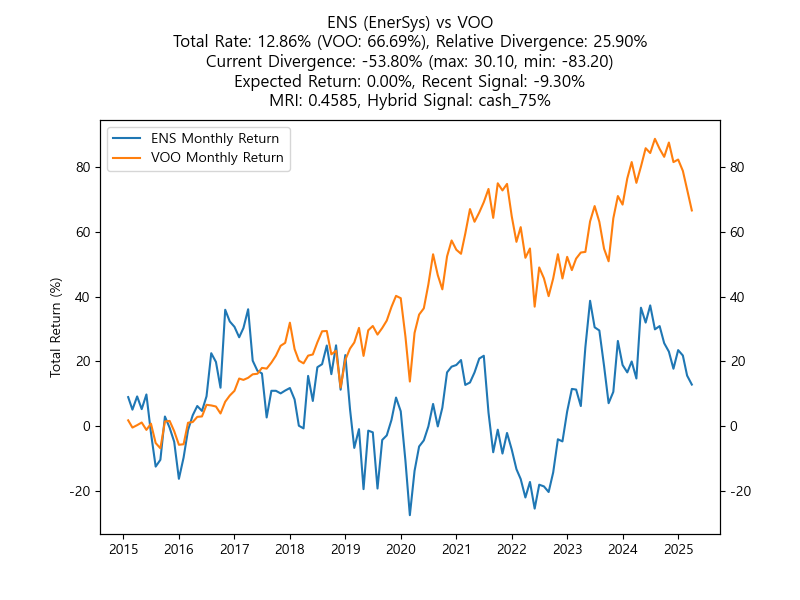 ENS (EnerSys) vs VOO
Total Rate: 12.86% (VOO: 66.69%), Relative Divergence: 25.90%
Current Divergence: -53.80% (max: 30.10, min: -83.20)
Expected Return: 0.00%, Recent Signal: -9.30%
MRI: 0.4585, Hybrid Signal: cash_75%
ENS Monthly Return
VOO Monthly Return
Total Return (%)
80
60
40
20
0
-20
80
60
40
20
0
-20
2015 2016 2017 2018 2019 2020 2021 2022 2023 2024 2025